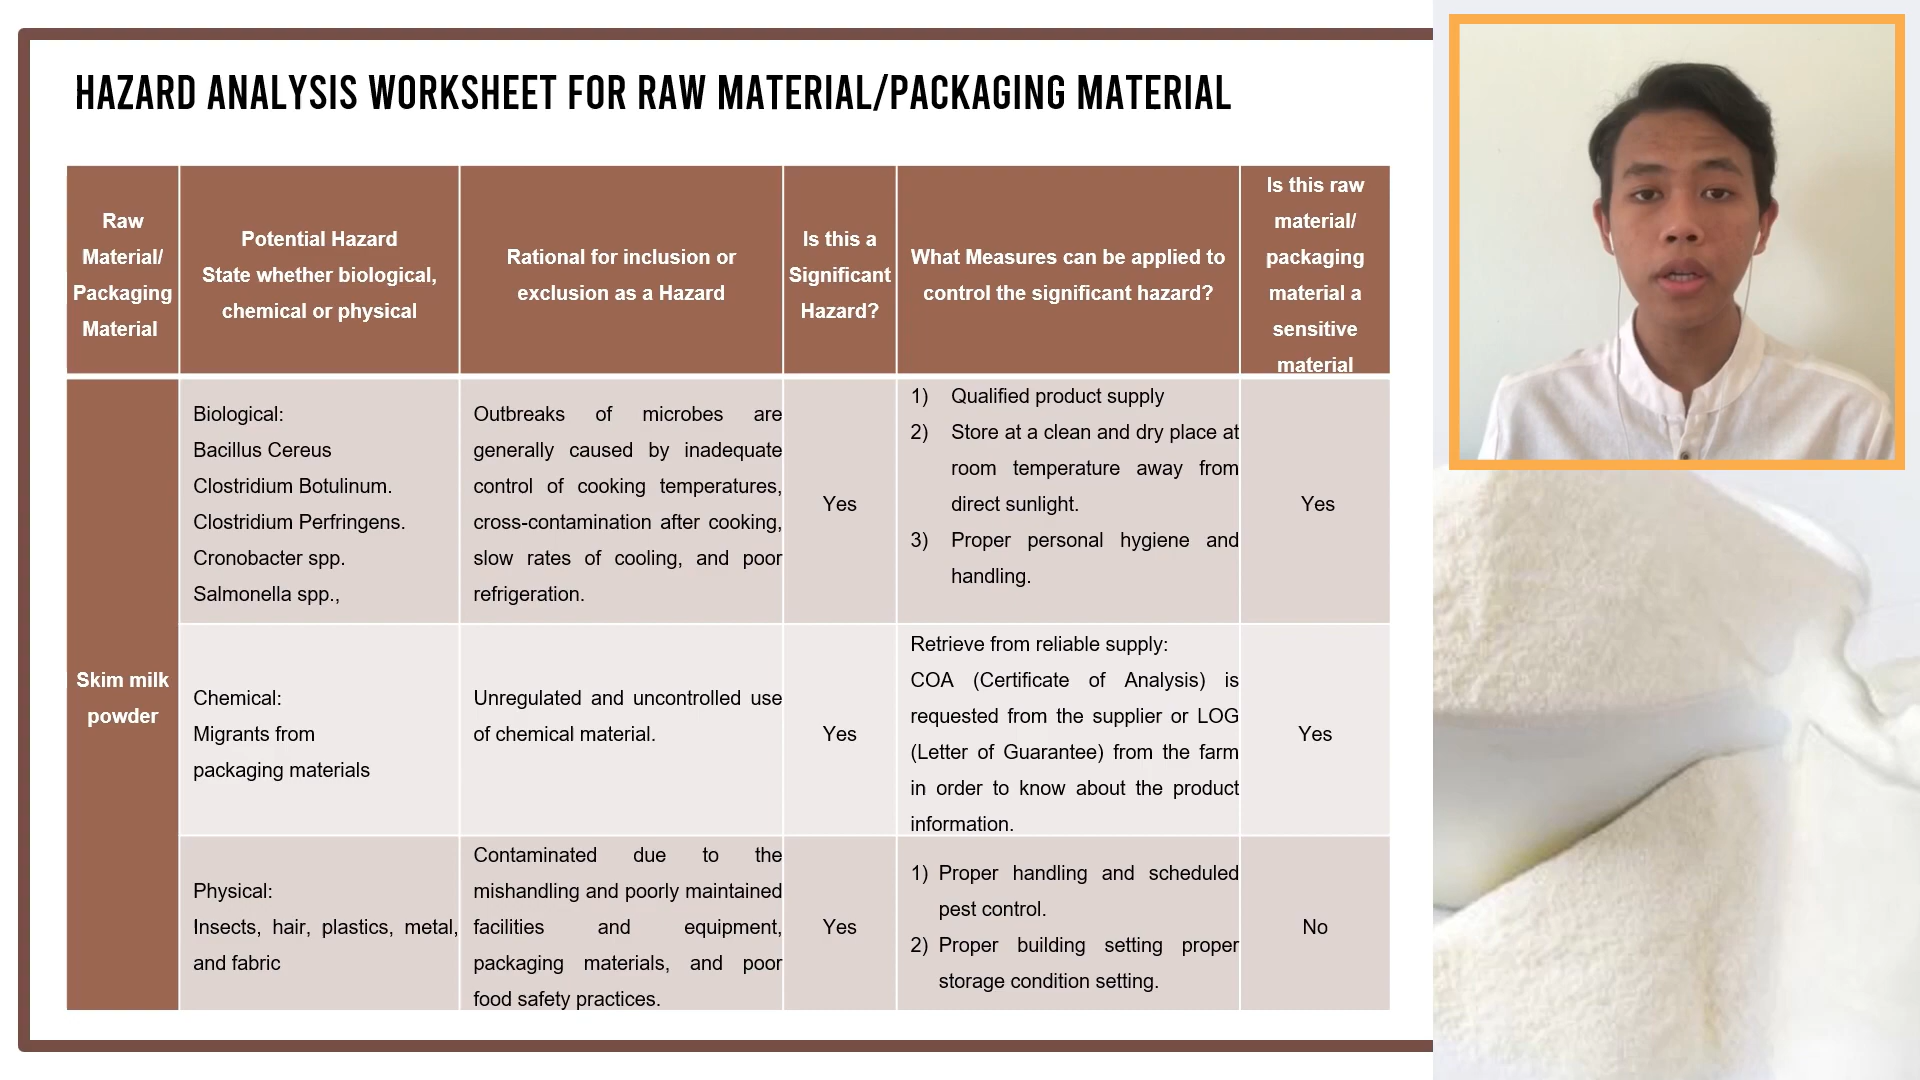 HAZARD ANALYSIS WORKSHEET FOR RAW MATERIAL/PACKAGING MATERIAL
Raw
Material/
Packaging
Material
Potential Hazard
State whether biological,
chemical or physical
Rational for inclusion or
exclusion as a Hazard
Is this a
Significant
Hazard?
What Measures can be applied to
control the significant hazard?
Is this raw
material/
packaging
material a
sensitive
material
Skim milk
powder
Biological:
Bacillus Cereus
Clostridium Botulinum.
Clostridium Perfringens.
Cronobacter spp.
Salmonella spp.,
Outbreaks of microbes are
generally caused by inadequate
control of cooking temperatures,
cross-contamination after cooking,
slow rates of cooling, and poor
refrigeration.
Yes
1) Qualified product supply
2) Store at a clean and dry place at
room temperature away from
direct sunlight.
3) Proper personal hygiene and
handling.
Yes
Chemical:
Migrants from
packaging materials
Unregulated and uncontrolled use
of chemical material.
Yes
Retrieve from reliable supply:
COA (Certificate of Analysis) is
requested from the supplier or LOG
(Letter of Guarantee) from the farm
in order to know about the product
information.
Yes
Physical:
Insects, hair, plastics, metal,
and fabric
Contaminated due to the
mishandling and poorly maintained
facilities and equipment,
packaging materials, and poor
food safety practices.
Yes
1) Proper handling and scheduled
pest control.
2) Proper building setting proper
storage condition setting.
No